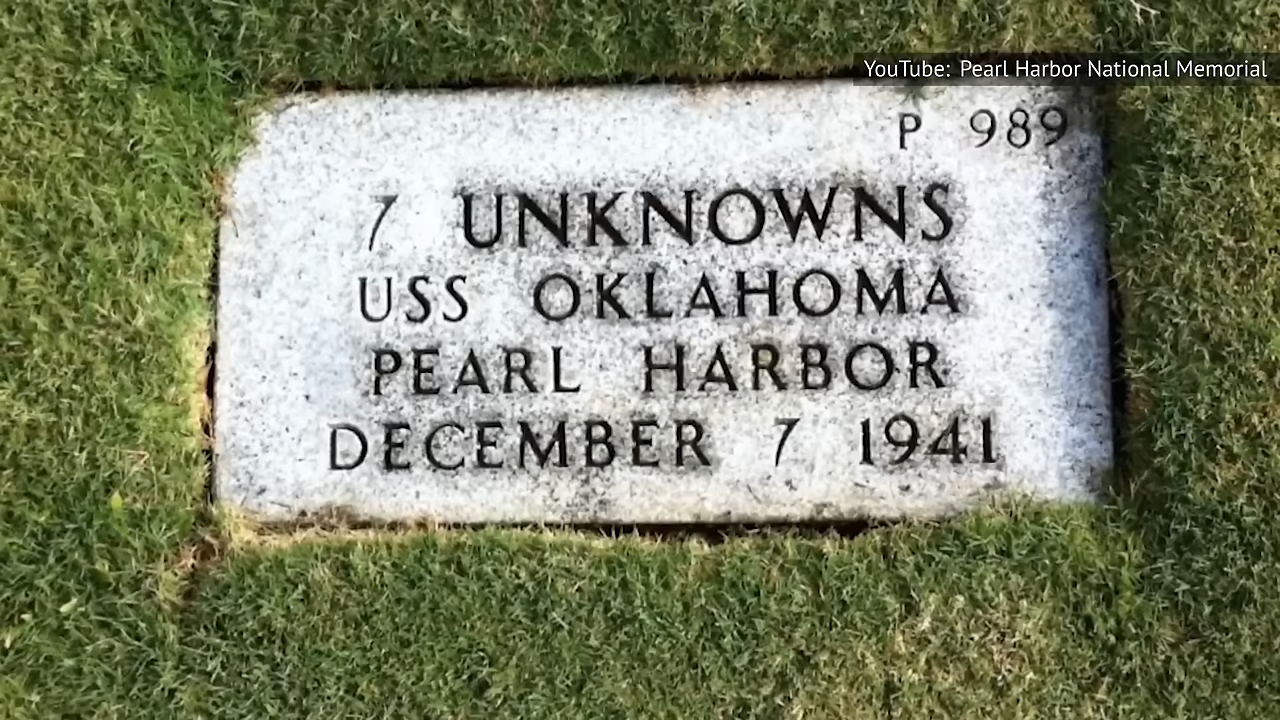 YouTube: Pearl Harbor National Memorial
P 989
7 UNKNOWNS
USS OKLAHOMA
PEARL HARBOR
DECEMBER 7 1941